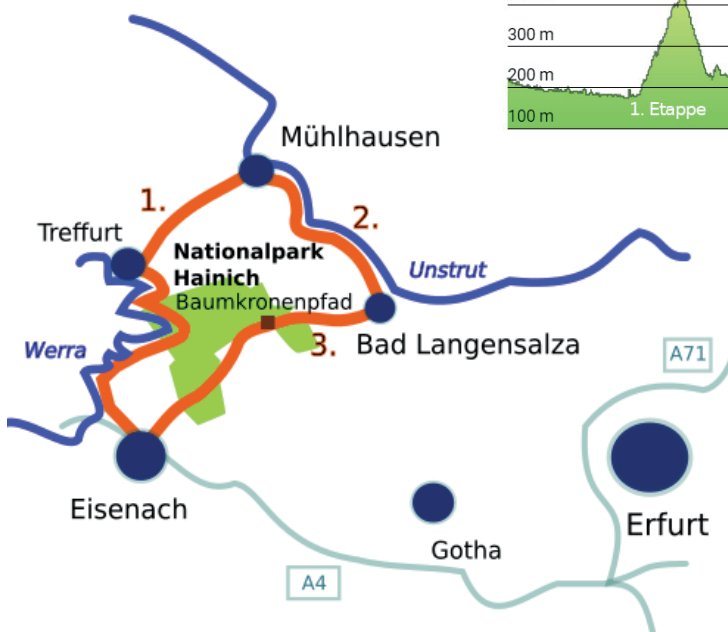 300 m
200 m
100 m
1. Etappe
Mühlhausen
1.
2.
Treffurt
Nationalpark
Hainich
Baumkronenpfad
Unstrut
3.
Bad Langensalza
Werra
A71
Eisenach
Erfurt
Gotha
A4